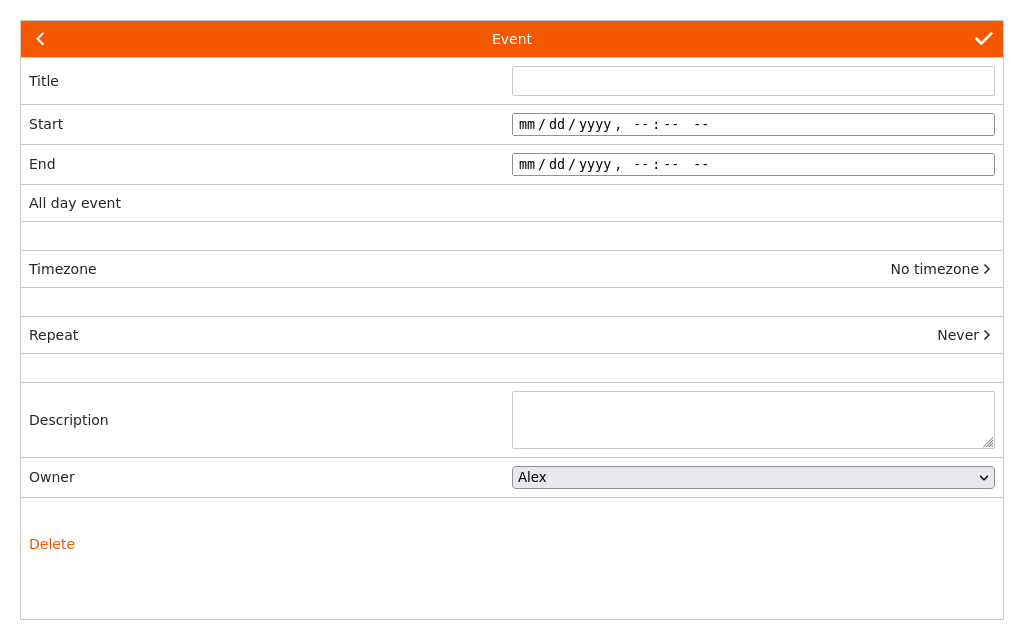 Event
Title
Start mm/dd/yyyy, --:-- --
End mm/dd/yyyy, --:-- --
All day event
Timezone No timezone
Repeat Never
Description
Owner Alex
Delete